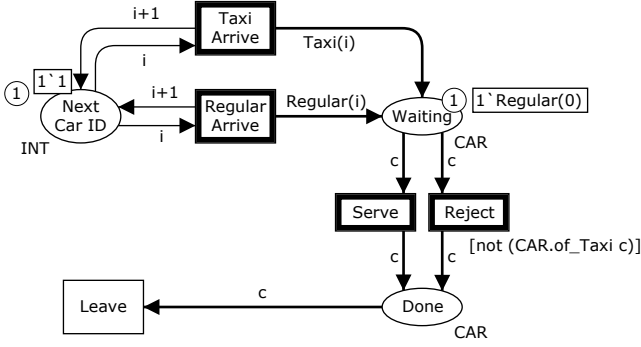 i+1
Taxi
Arrive
Taxi(i)
i
1
1`1
Next
Car ID
INT
i+1
i
Regular
Arrive
Regular(i)
Waiting
1
1`Regular(0)
CAR
c
c
Serve
Reject
[not (CAR.of_Taxi c)]
c
c
Leave
c
Done
CAR